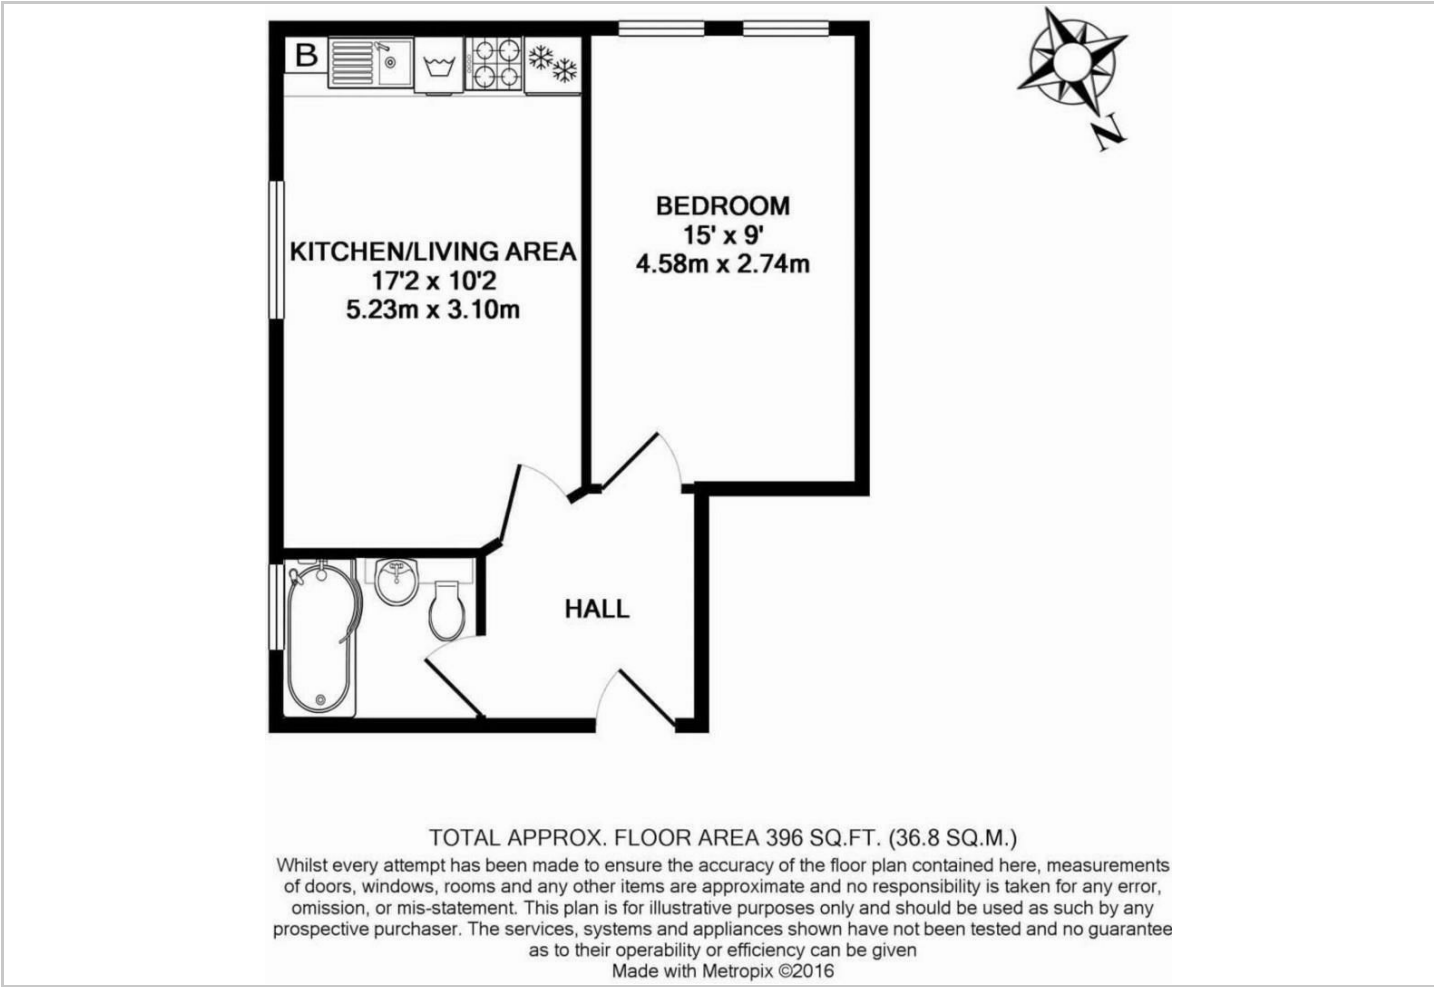 B
N
BEDROOM
15' x 9'
4.58m x 2.74m
KITCHEN/LIVING AREA
17'2 x 10'2
5.23m x 3.10m
HALL
TOTAL APPROX. FLOOR AREA 396 SQ.FT. (36.8 SQ.M.)
Whilst every attempt has been made to ensure the accuracy of the floor plan contained here, measurements
of doors, windows, rooms and any other items are approximate and no responsibility is taken for any error,
omission, or mis-statement. This plan is for illustrative purposes only and should be used as such by any
prospective purchaser. The services, systems and appliances shown have not been tested and no guarantee
as to their operability or efficiency can be given
Made with Metropix ©2016